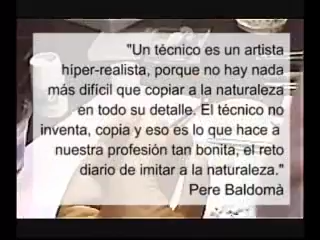 "Un técnico es un artista
híper-realista, porque no hay nada
más dificil que copiar a la naturaleza
en todo su detalle. El técnico no
inventa, copia y eso es lo que hace a
nuestra profesión tan bonita, el reto
diario de imitar a la naturaleza."
Pere Baldomà